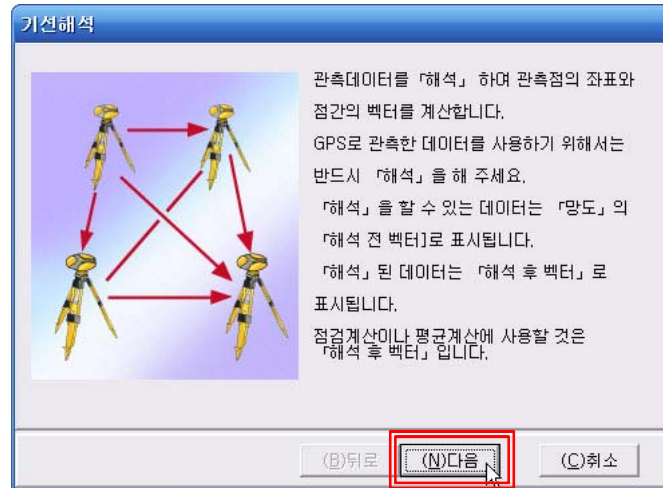 기선해석
관측데이터를 「해석」 하여 관측점의 좌표와
점간의 벡터를 계산합니다.
GPS로 관측한 데이터를 사용하기 위해서는
반드시 「해석」을 해 주세요.
「해석」을 할 수 있는 데이터는 「망도」의
「해석 전 벡터]로 표시됩니다.
「해석」된 데이터는 「해석 후 벡터」로
표시됩니다.
점검계산이나 평균계산에 사용할 것은
「해석 후 벡터」입니다.
(B)뒤로 (N)다음 (C)취소